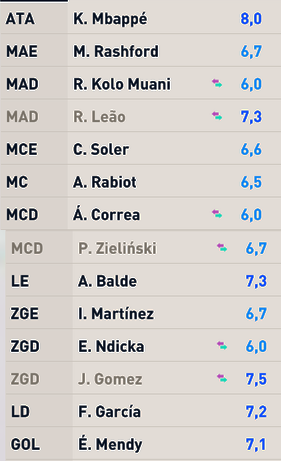 ATA K. Mbappé 8,0
MAE M. Rashford 6,7
MAD R. Kolo Muani 6,0
MAD R. Leão 7,3
MCE C. Soler 6,6
MC A. Rabiot 6,5
MCD Á. Correa 6,0
MCD P. Zieliński 6,7
LE A. Balde 7,3
ZGE I. Martínez 6,7
ZGD E. Ndicka 6,0
ZGD J. Gomez 7,5
LD F. García 7,2
GOL É. Mendy 7,1